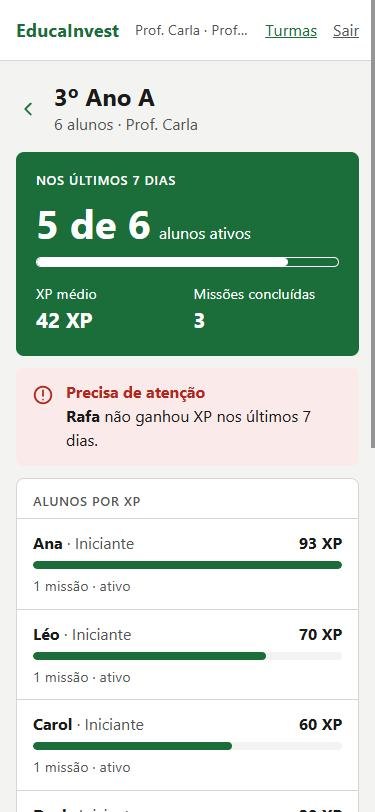 EducaInvest Prof. Carla · Prof... Turmas Sair
3º Ano A
6 alunos · Prof. Carla
NOS ÚLTIMOS 7 DIAS
5 de 6 alunos ativos
XP médio Missões concluídas
42 XP 3
Precisa de atenção
Rafa não ganhou XP nos últimos 7
dias.
ALUNOS POR XP
Ana · Iniciante 93 XP
1 missão · ativo
Léo · Iniciante 70 XP
1 missão · ativo
Carol · Iniciante 60 XP
1 missão · ativo